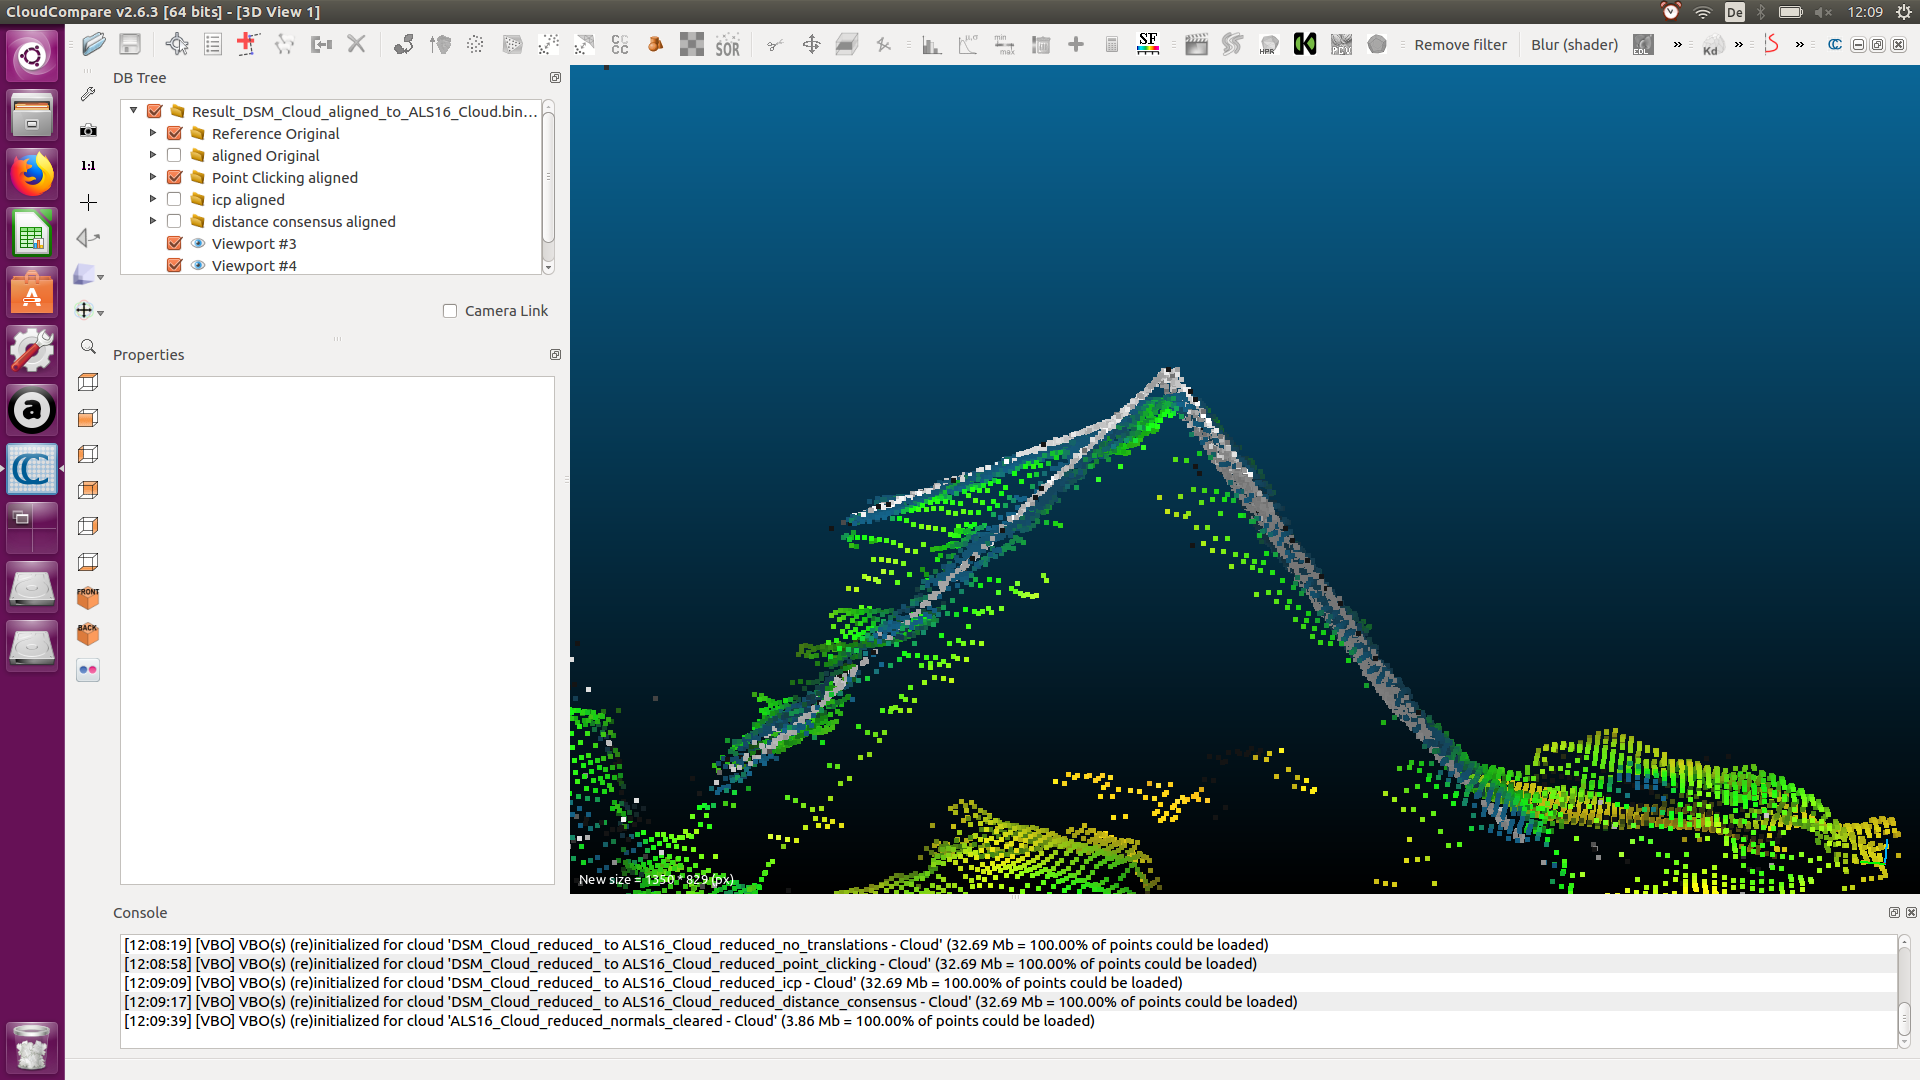 CloudCompare v2.6.3 [64 bits] - [3D View 1]
De
12:09
1:1
C C
C C
SOR
min
max
SF
HPR
PCV
Remove filter
Blur (shader)
EDL
»
Kd
»
»
DB Tree
Result_DSM_Cloud_aligned_to_ALS16_Cloud.bin...
Reference Original
aligned Original
Point Clicking aligned
icp aligned
distance consensus aligned
Viewport #3
Viewport #4
Camera Link
Properties
FRONT
BACK
New size = 1350 * 829 (px)
Console
[12:08:19] [VBO] VBO(s) (re)initialized for cloud 'DSM_Cloud_reduced_ to ALS16_Cloud_reduced_no_translations - Cloud' (32.69 Mb = 100.00% of points could be loaded)
[12:08:58] [VBO] VBO(s) (re)initialized for cloud 'DSM_Cloud_reduced_ to ALS16_Cloud_reduced_point_clicking - Cloud' (32.69 Mb = 100.00% of points could be loaded)
[12:09:09] [VBO] VBO(s) (re)initialized for cloud 'DSM_Cloud_reduced_ to ALS16_Cloud_reduced_icp - Cloud' (32.69 Mb = 100.00% of points could be loaded)
[12:09:17] [VBO] VBO(s) (re)initialized for cloud 'DSM_Cloud_reduced_ to ALS16_Cloud_reduced_distance_consensus - Cloud' (32.69 Mb = 100.00% of points could be loaded)
[12:09:39] [VBO] VBO(s) (re)initialized for cloud 'ALS16_Cloud_reduced_normals_cleared - Cloud' (3.86 Mb = 100.00% of points could be loaded)